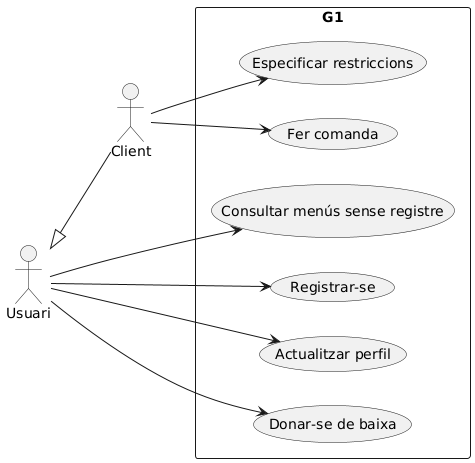 G1
Especificar restriccions
Fer comanda
Client
Consultar menús sense registre
Registrar-se
Usuari
Actualitzar perfil
Donar-se de baixa